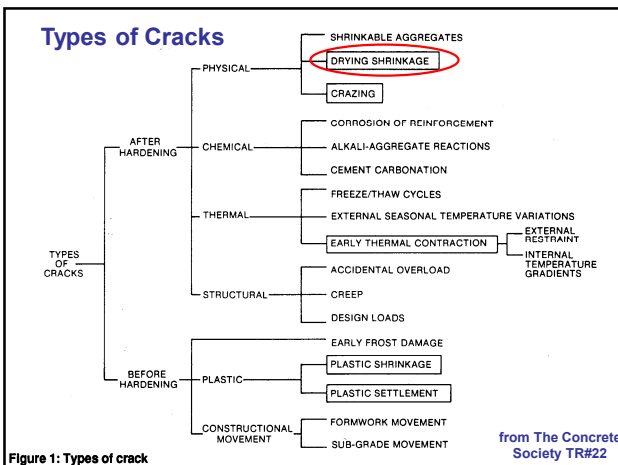 Types of Cracks
SHRINKABLE AGGREGATES
DRYING SHRINKAGE
PHYSICAL
CRAZING
CORROSION OF REINFORCEMENT
AFTER
HARDENING
CHEMICAL
ALKALI-AGGREGATE REACTIONS
CEMENT CARBONATION
FREEZE/THAW CYCLES
THERMAL
EXTERNAL SEASONAL TEMPERATURE VARIATIONS
EARLY THERMAL CONTRACTION
EXTERNAL
RESTRAINT
INTERNAL
TEMPERATURE
GRADIENTS
TYPES
OF
CRACKS
ACCIDENTAL OVERLOAD
STRUCTURAL
CREEP
DESIGN LOADS
EARLY FROST DAMAGE
BEFORE
HARDENING
PLASTIC
PLASTIC SHRINKAGE
PLASTIC SETTLEMENT
CONSTRUCTIONAL
MOVEMENT
FORMWORK MOVEMENT
SUB-GRADE MOVEMENT
from The Concrete
Society TR#22
Figure 1: Types of crack